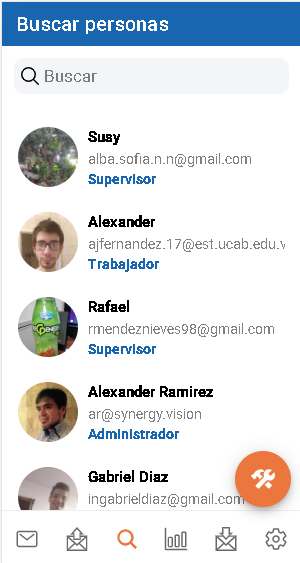 Buscar personas
Buscar
Susy
alba.sofia.n.n@gmail.com
Supervisor
Alexander
ajfernandez.17@est.ucab.edu.v
Trabajador
Rafael
rmendeznieves98@gmail.com
Supervisor
Alexander Ramirez
ar@synergy.vision
Administrador
Gabriel Diaz
ingabrieldiaz@gmail.com